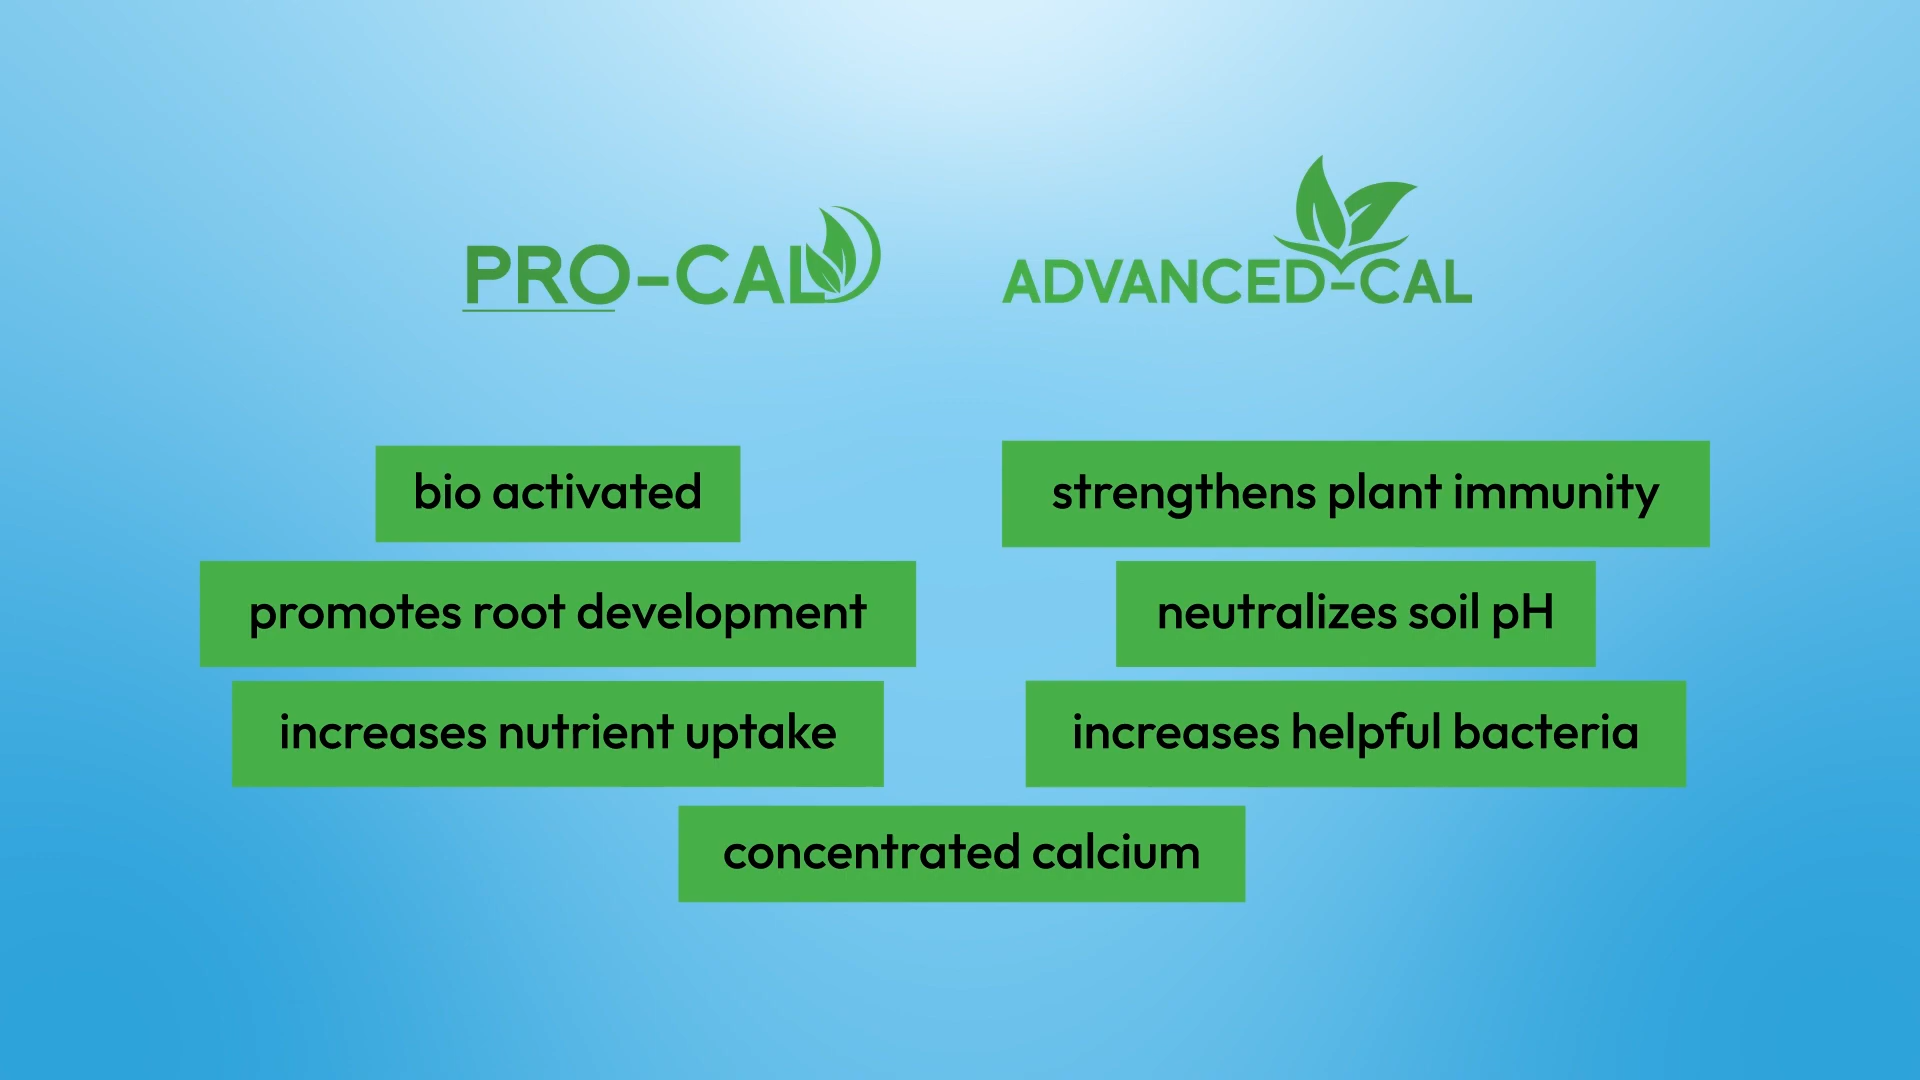 PRO-CAL
ADVANCED-CAL
bio activated
strengthens plant immunity
promotes root development
neutralizes soil pH
increases nutrient uptake
increases helpful bacteria
concentrated calcium